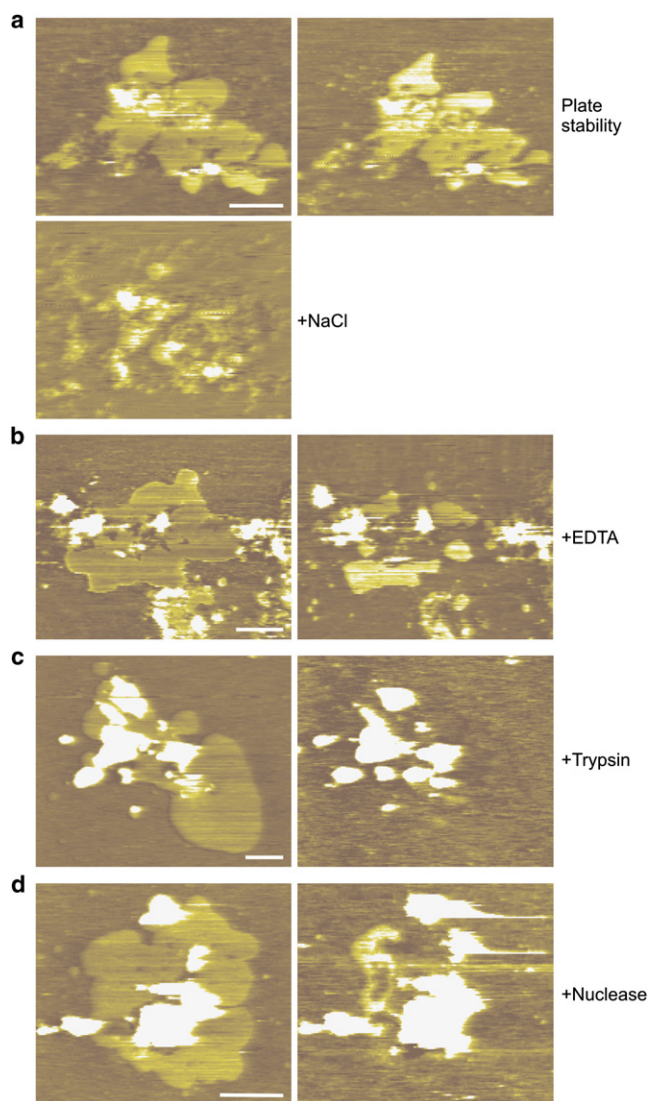 a
Plate
stability
+NaCl
b
+EDTA
c
+Trypsin
d
+Nuclease